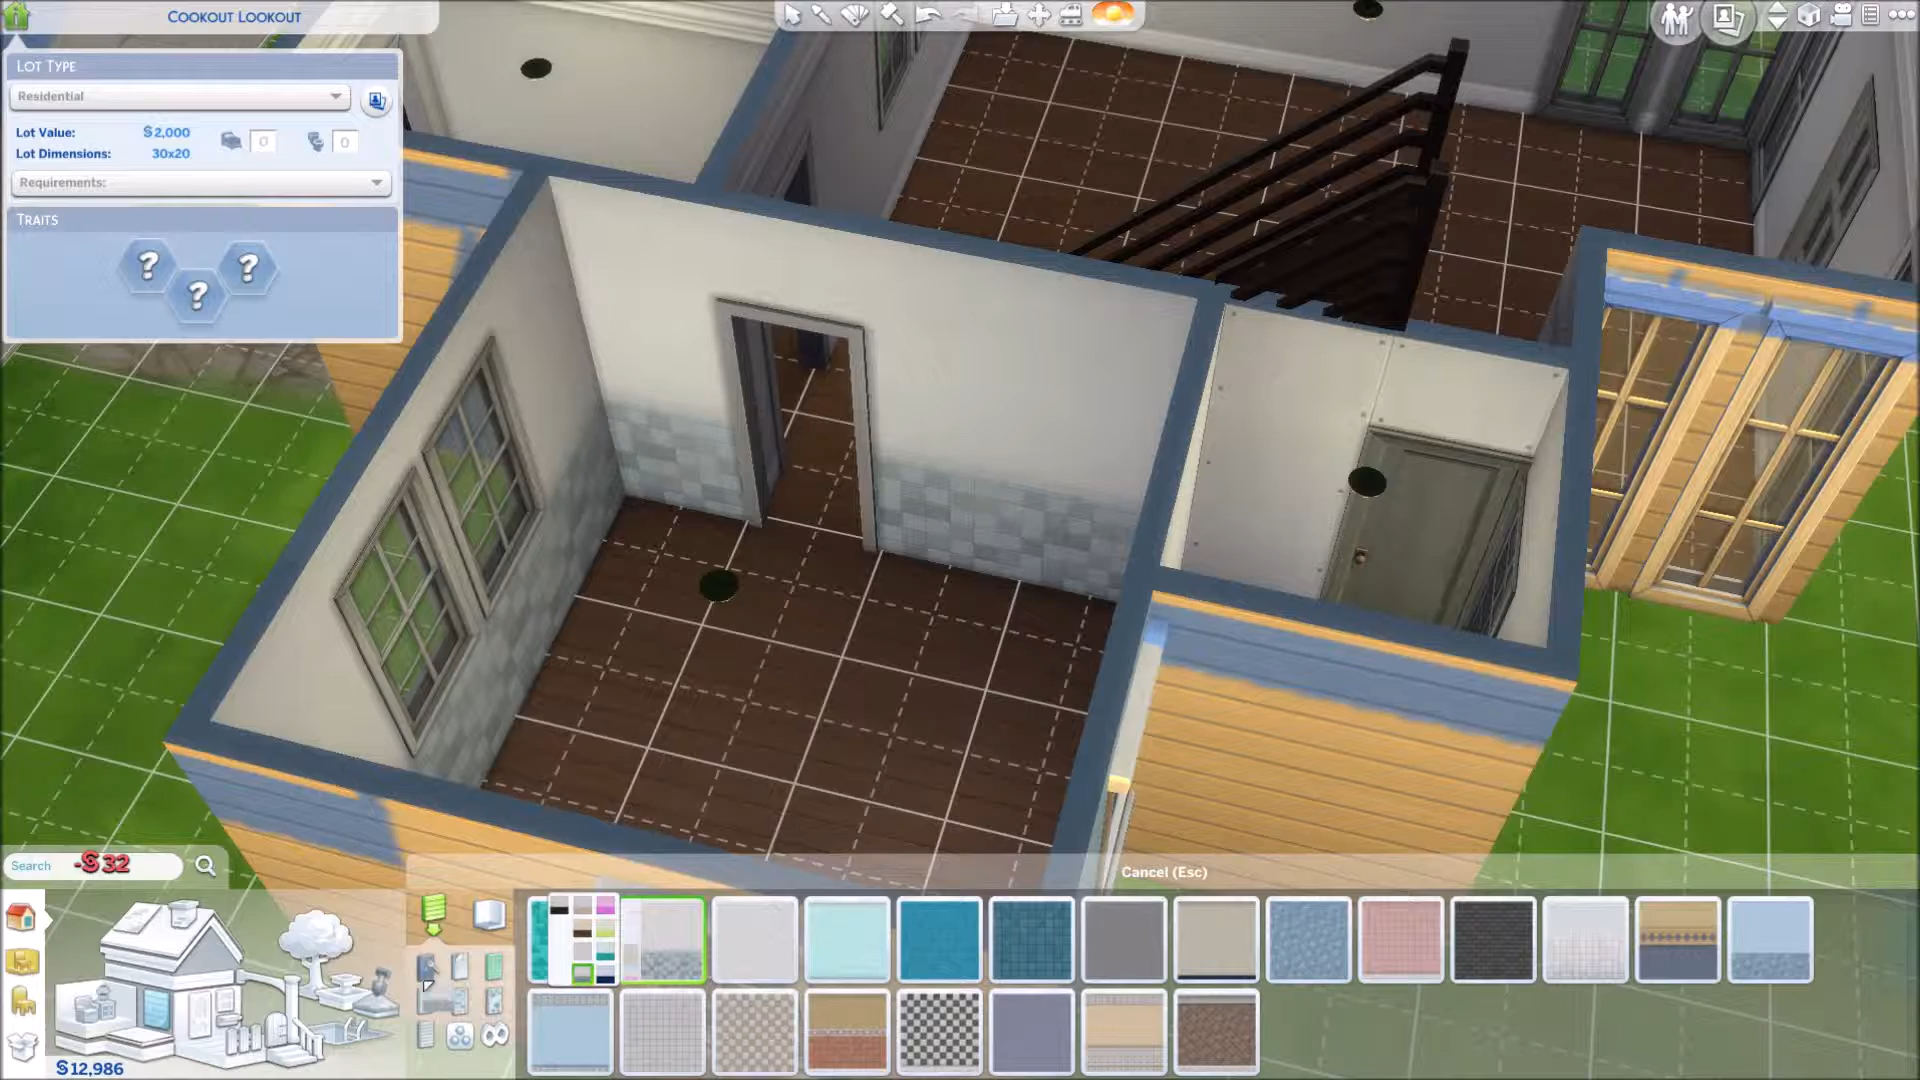 COOKOUT LOOKOUT
LOT TYPE
Residential
Lot Value: §2,000
0 0
Lot Dimensions: 30x20
Requirements:
TRAITS
? ? ?
Search -§32
Cancel (Esc)
§12,986